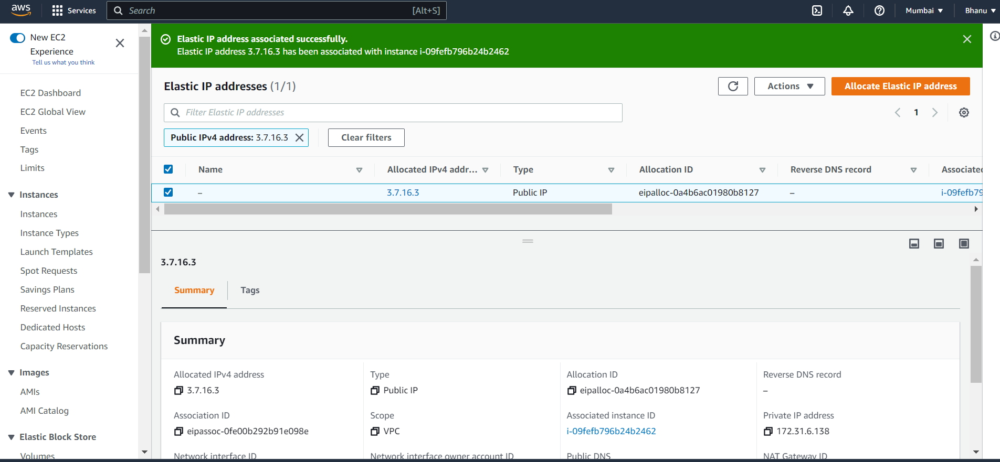 aws
Services
Search
[Alt+S]
Mumbai
Bhanu
New EC2
Experience
Tell us what you think
EC2 Dashboard
EC2 Global View
Events
Tags
Limits
Instances
Instances
Instance Types
Launch Templates
Spot Requests
Savings Plans
Reserved Instances
Dedicated Hosts
Capacity Reservations
Images
AMIs
AMI Catalog
Elastic Block Store
Volumes
Elastic IP address associated successfully.
Elastic IP address 3.7.16.3 has been associated with instance i-09fefb796b24b2462
Elastic IP addresses (1/1)
Actions
Allocate Elastic IP address
Filter Elastic IP addresses
1
Public IPv4 address: 3.7.16.3
Clear filters
Name
Allocated IPv4 addr...
Type
Allocation ID
Reverse DNS record
Associated
–
3.7.16.3
Public IP
eipalloc-0a4b6ac01980b8127
–
i-09fefb79
3.7.16.3
Summary
Tags
Summary
Allocated IPv4 address
3.7.16.3
Type
Public IP
Allocation ID
eipalloc-0a4b6ac01980b8127
Reverse DNS record
–
Association ID
eipassoc-0fe00b292b91e098e
Scope
VPC
Associated instance ID
i-09fefb796b24b2462
Private IP address
172.31.6.138
Network interface ID
Network interface owner account ID
Public DNS
NAT Gateway ID